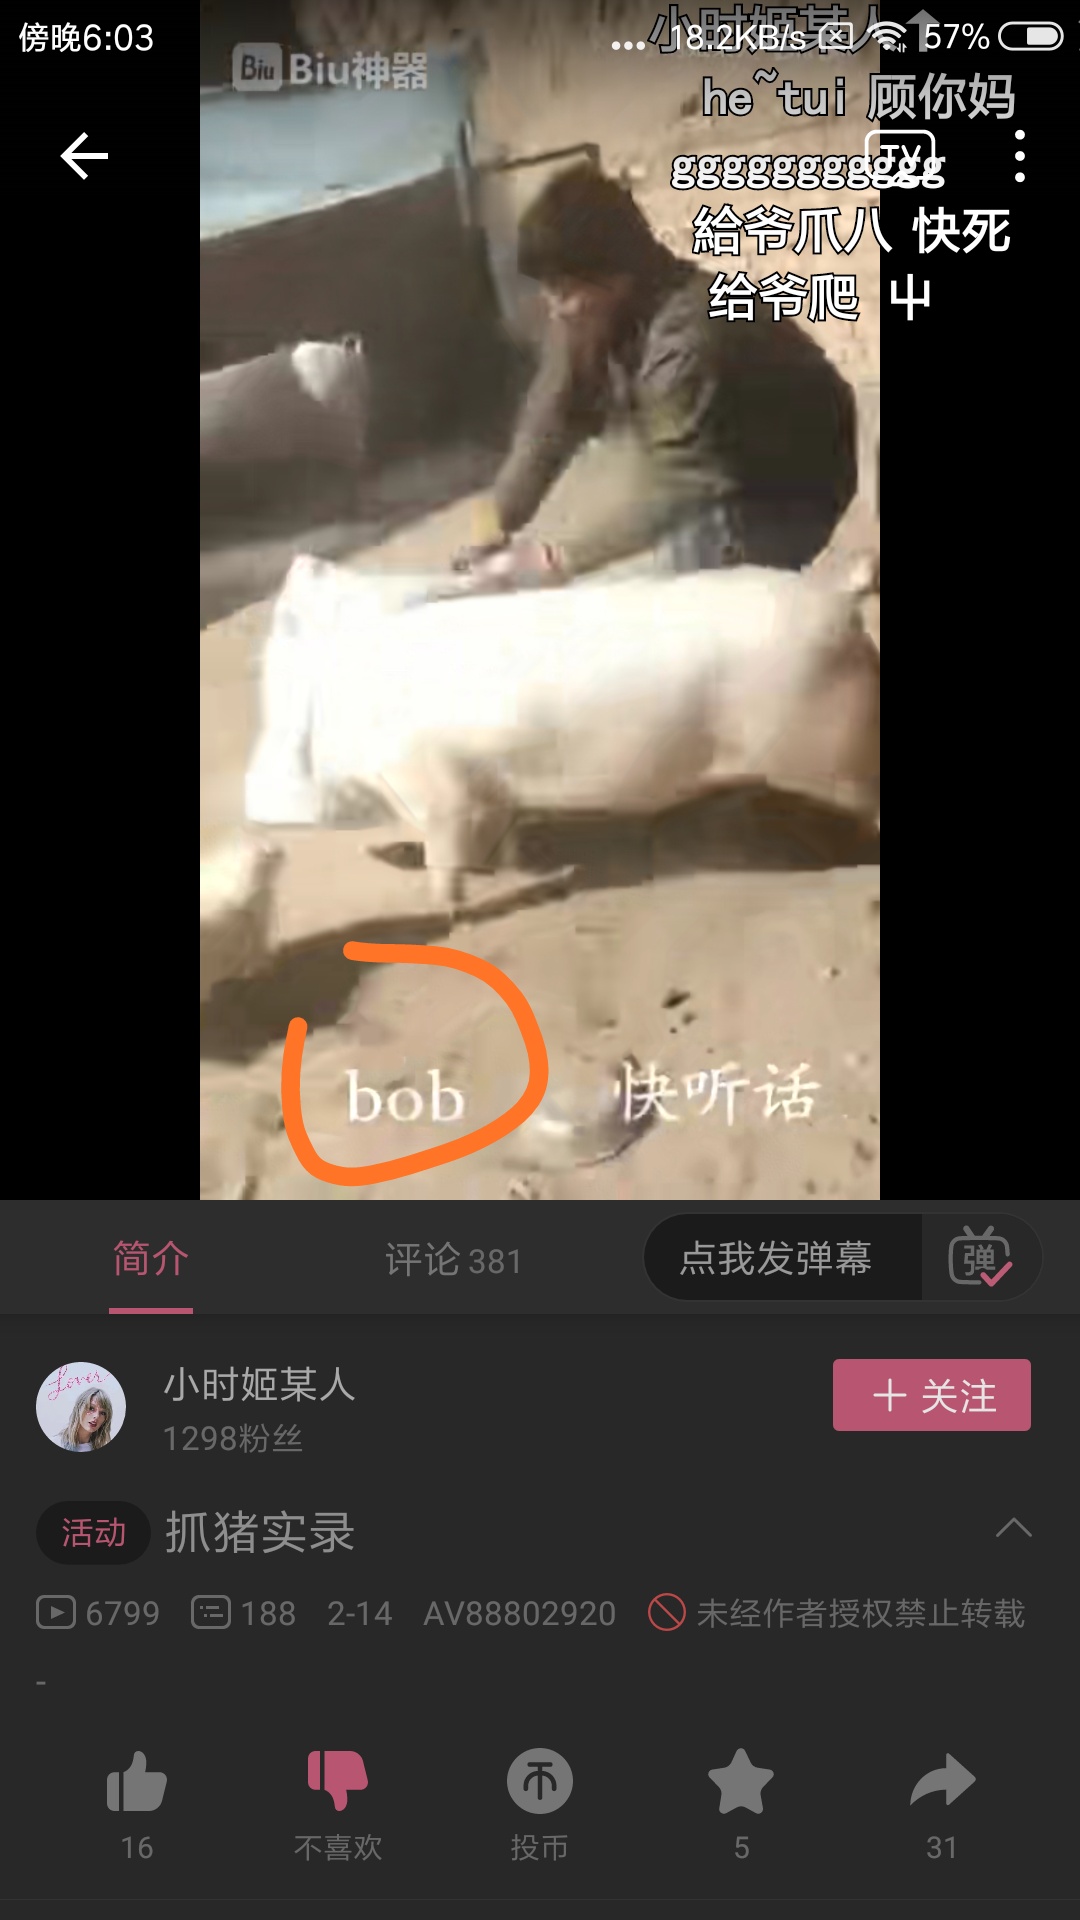 傍晚6:03
... 18.2KB/s 57%
小时姬某人↑
Biu Biu神器
he~tui 顾你妈
TV
ggggggggggg
給爷爪八 快死
给爷爬 屮
bob 快听话
简介 评论 381 点我发弹幕 弹
Lover
小时姬某人
+ 关注
1298粉丝
活动 抓猪实录
6799 188 2-14 AV88802920 未经作者授权禁止转载
-
16 不喜欢 投币 5 31